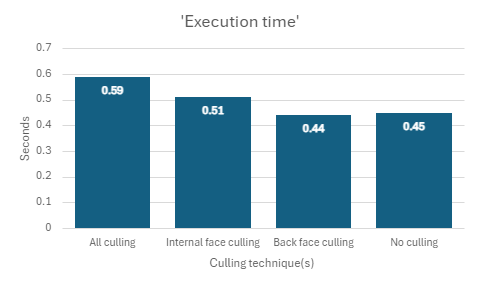 'Execution time'
0.7
0.6
0.5
0.4
0.3
0.2
0.1
0
Seconds
0.59
0.51
0.44
0.45
All culling
Internal face culling
Back face culling
No culling
Culling technique(s)